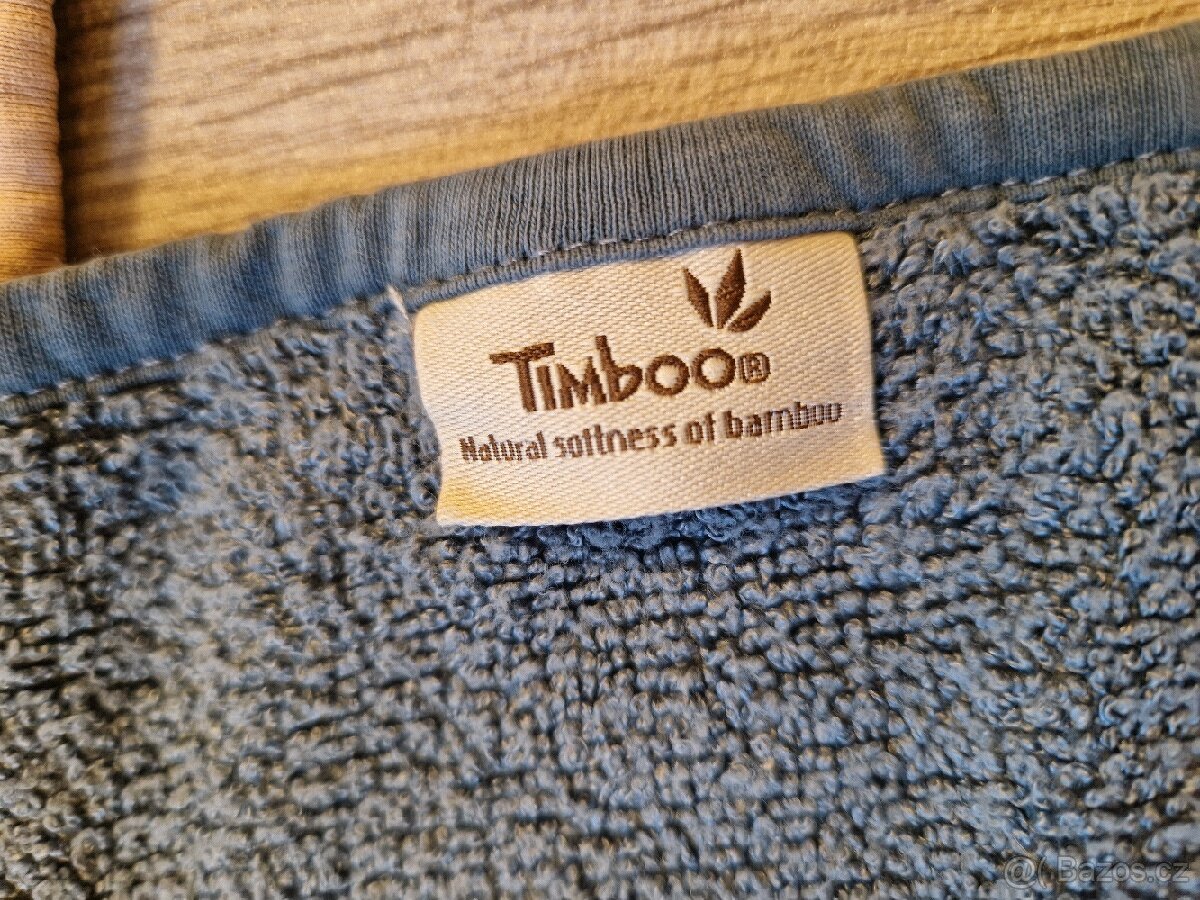 Timboo®
Natural softness of bamboo
@(Bazos.cz